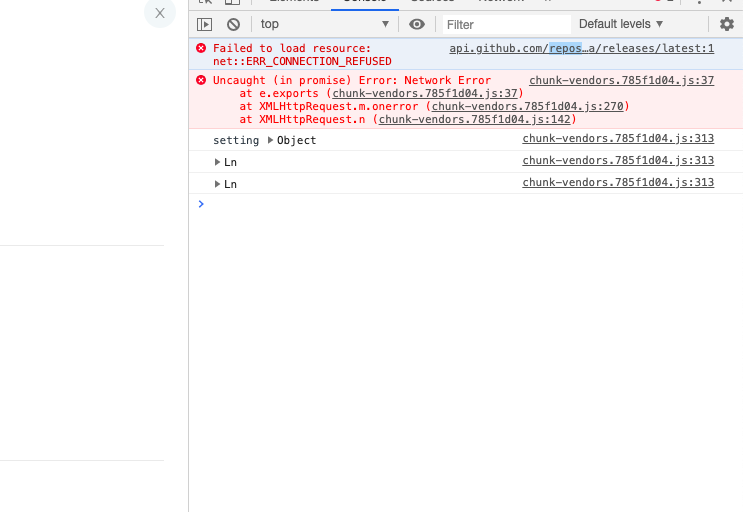 top
Filter
Default levels
Failed to load resource: api.github.com/repos…a/releases/latest:1
net::ERR_CONNECTION_REFUSED
Uncaught (in promise) Error: Network Error chunk-vendors.785f1d04.js:37
at e.exports (chunk-vendors.785f1d04.js:37)
at XMLHttpRequest.m.onerror (chunk-vendors.785f1d04.js:270)
at XMLHttpRequest.n (chunk-vendors.785f1d04.js:142)
setting Object chunk-vendors.785f1d04.js:313
Ln chunk-vendors.785f1d04.js:313
Ln chunk-vendors.785f1d04.js:313